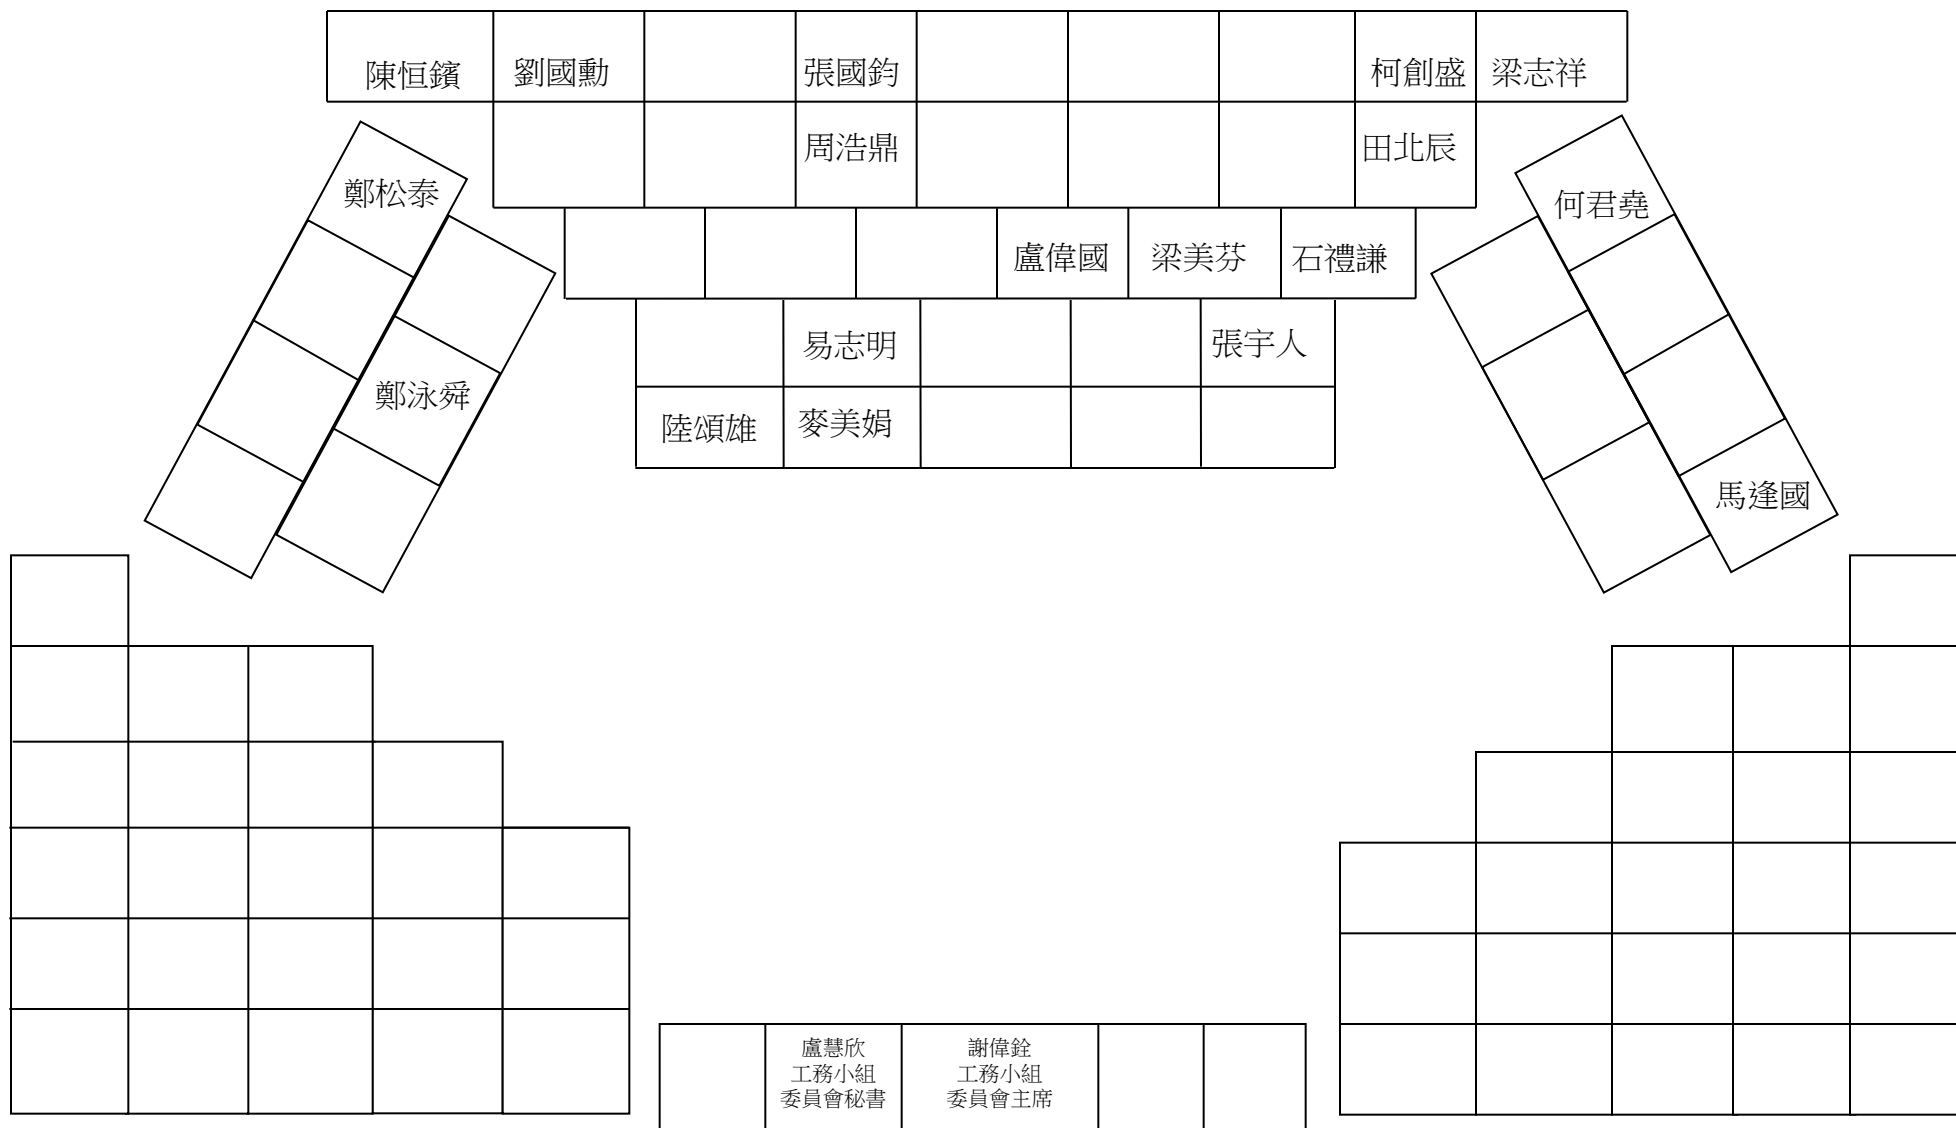 陳恒鑌 劉國勳 張國鈞 柯創盛 梁志祥
周浩鼎 田北辰
鄭松泰
何君堯
盧偉國 梁美芬 石禮謙
易志明 張宇人
鄭泳舜
陸頌雄 麥美娟
馬逢國
盧慧欣
工務小組
委員會秘書
謝偉銓
工務小組
委員會主席